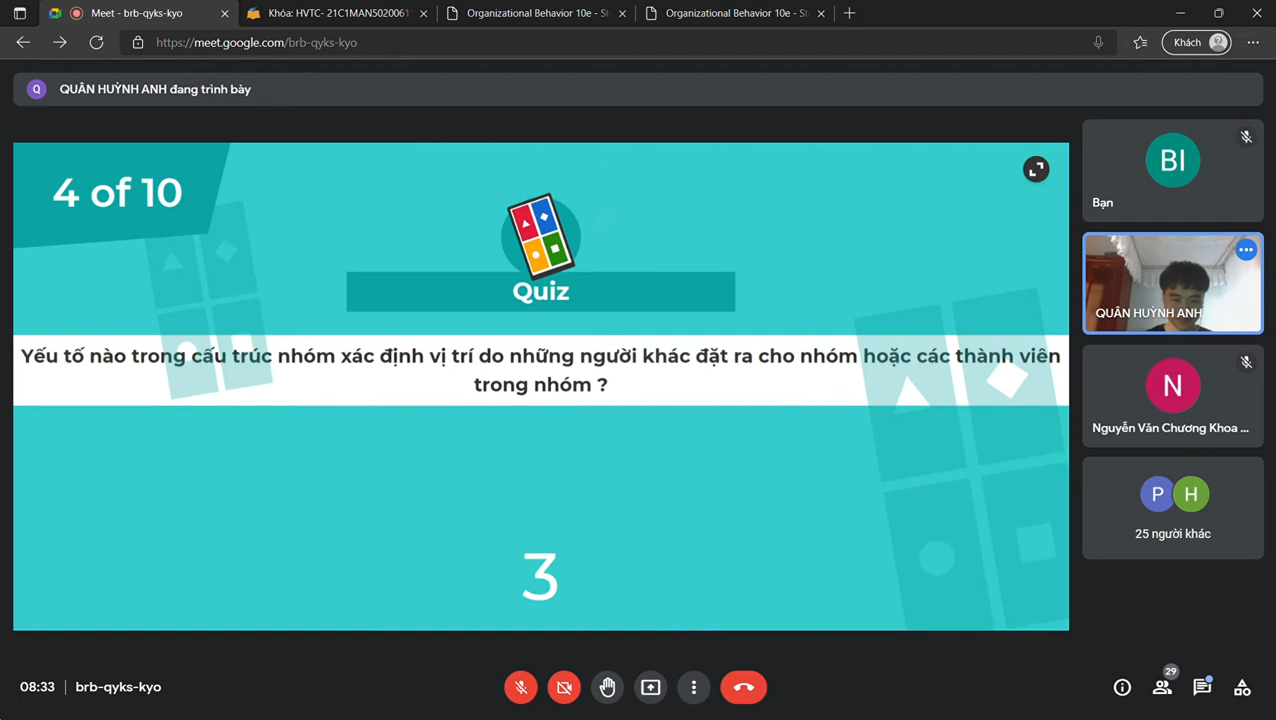 Meet - brb-qyks-kyo
Khóa: HVTC- 21C1MAN5020061
Organizational Behavior 10e - St
Organizational Behavior 10e - St
https://meet.google.com/brb-qyks-kyo
Khách
Q
QUÂN HUỲNH ANH đang trình bày
4 of 10
Quiz
Yếu tố nào trong cấu trúc nhóm xác định vị trí do những người khác đặt ra cho nhóm hoặc các thành viên
trong nhóm ?
3
BI
Bạn
QUÂN HUỲNH ANH
N
Nguyễn Văn Chương Khoa ...
P
H
25 người khác
08:33
brb-qyks-kyo
29